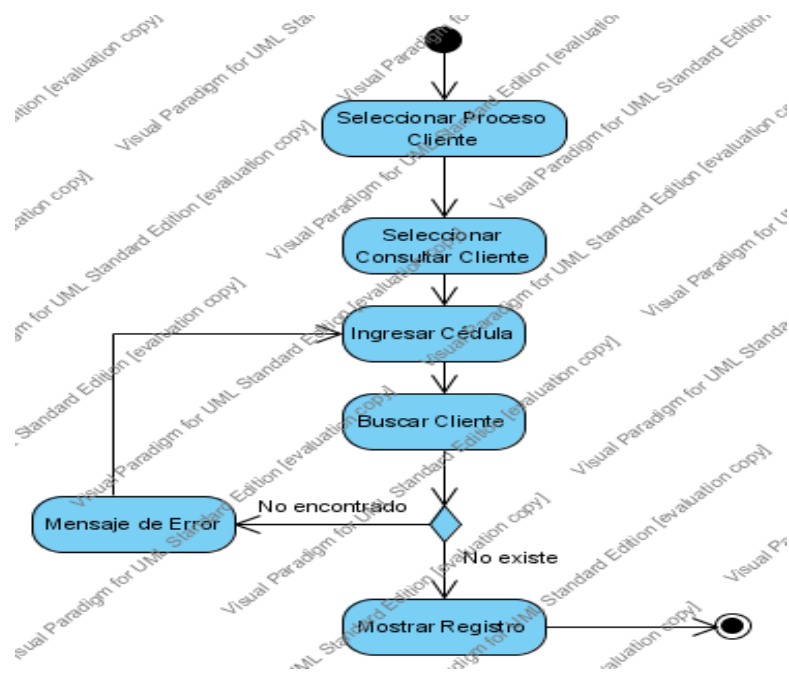 Seleccionar Proceso
Cliente
Seleccionar
Consultar Cliente
Ingresar Cédula
Buscar Cliente
No encontrado
Mensaje de Error
No existe
Mostrar Registro
Visual Paradigm for UML Standard Edition [evaluation copy]